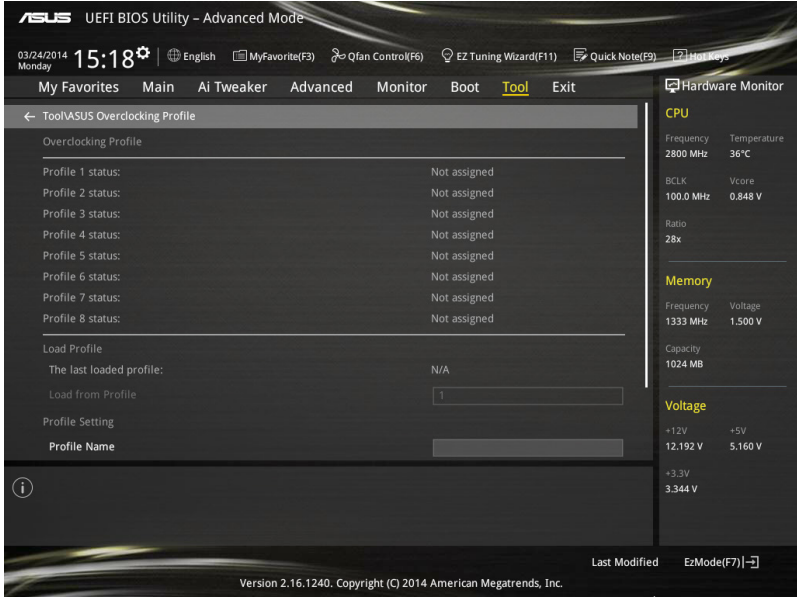 ASUS UEFI BIOS Utility – Advanced Mode
03/24/2014 Monday 15:18 English MyFavorite(F3) Qfan Control(F6) EZ Tuning Wizard(F11) Quick Note(F9) ? Hot Keys
My Favorites Main Ai Tweaker Advanced Monitor Boot Tool Exit
← Tool\ASUS Overclocking Profile
Overclocking Profile
Profile 1 status: Not assigned
Profile 2 status: Not assigned
Profile 3 status: Not assigned
Profile 4 status: Not assigned
Profile 5 status: Not assigned
Profile 6 status: Not assigned
Profile 7 status: Not assigned
Profile 8 status: Not assigned
Load Profile
The last loaded profile: N/A
Load from Profile 1
Profile Setting
Profile Name
Hardware Monitor
CPU
Frequency Temperature
2800 MHz 36°C
BCLK Vcore
100.0 MHz 0.848 V
Ratio
28x
Memory
Frequency Voltage
1333 MHz 1.500 V
Capacity
1024 MB
Voltage
+12V +5V
12.192 V 5.160 V
+3.3V
3.344 V
Last Modified EzMode(F7)
Version 2.16.1240. Copyright (C) 2014 American Megatrends, Inc.